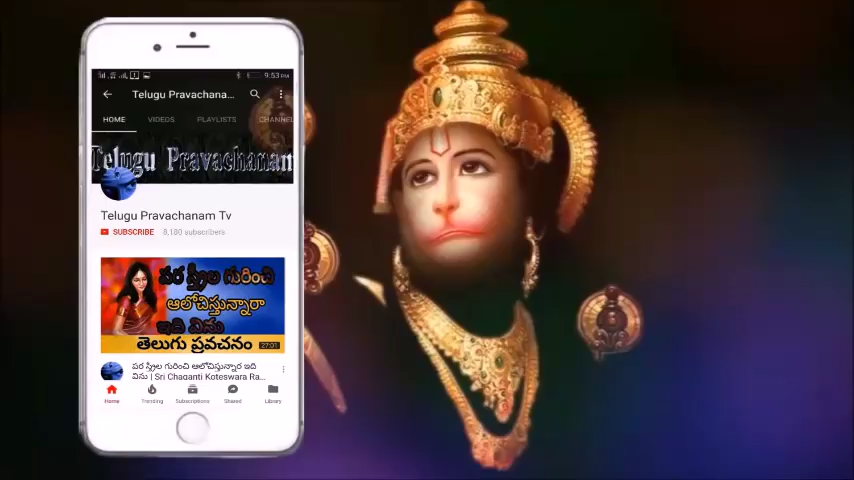 9:53 PM
Telugu Pravachana...
HOME VIDEOS PLAYLISTS CHANNEL
Telugu Pravachanam
Telugu Pravachanam Tv
SUBSCRIBE 8,180 subscribers
పర స్త్రీల గురించి
ఆలోచిస్తున్నారా
ఇది విను
తెలుగు ప్రవచనం 27:01
పర స్త్రీల గురించి ఆలోచిస్తున్నార ఇది
విను | Sri Chaganti Koteswara Ra...
Home Trending Subscriptions Shared Library